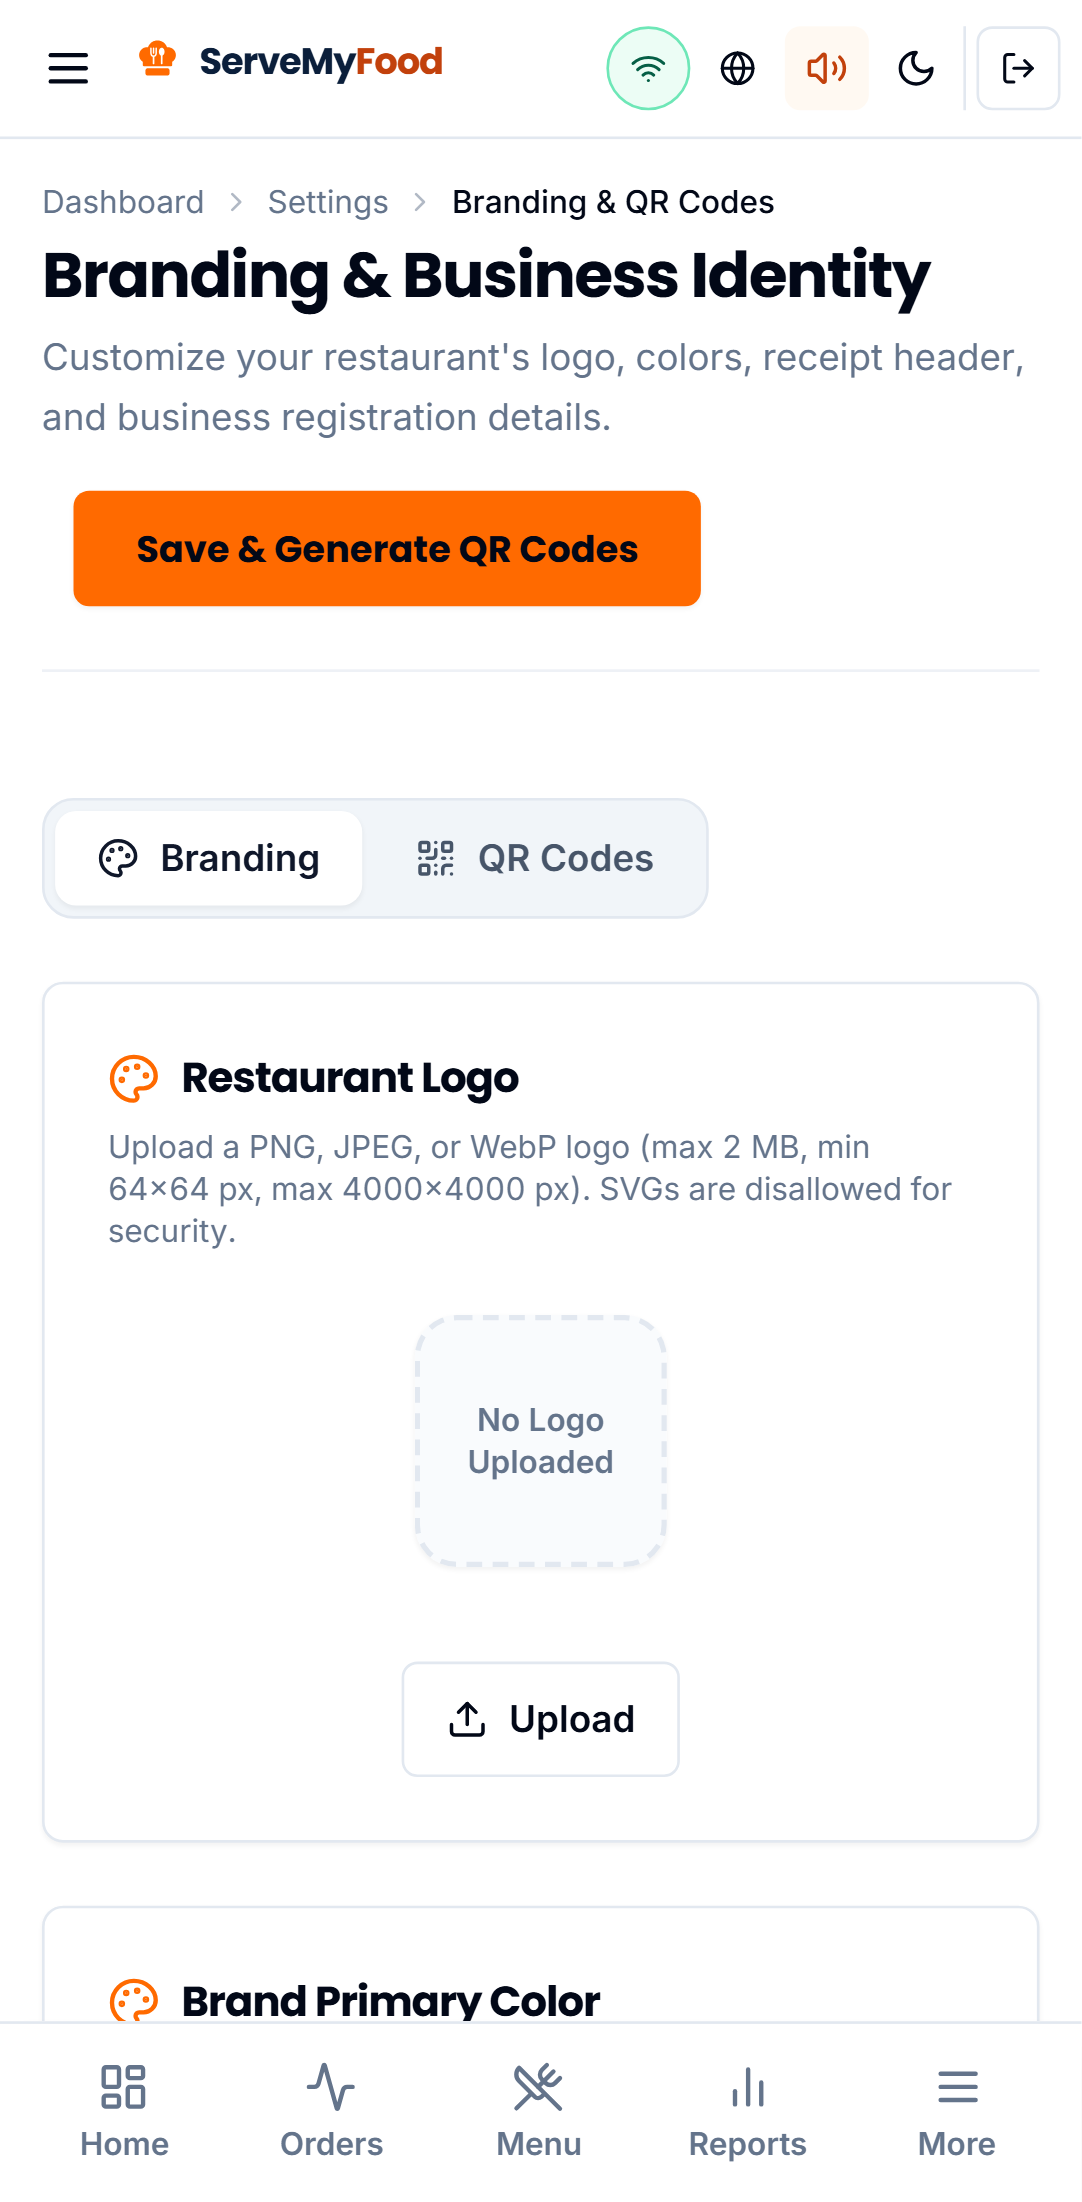 ServeMyFood
Dashboard > Settings > Branding & QR Codes
Branding & Business Identity
Customize your restaurant's logo, colors, receipt header,
and business registration details.
Save & Generate QR Codes
Branding
QR Codes
Restaurant Logo
Upload a PNG, JPEG, or WebP logo (max 2 MB, min
64×64 px, max 4000×4000 px). SVGs are disallowed for
security.
No Logo
Uploaded
Upload
Brand Primary Color
Home
Orders
Menu
Reports
More